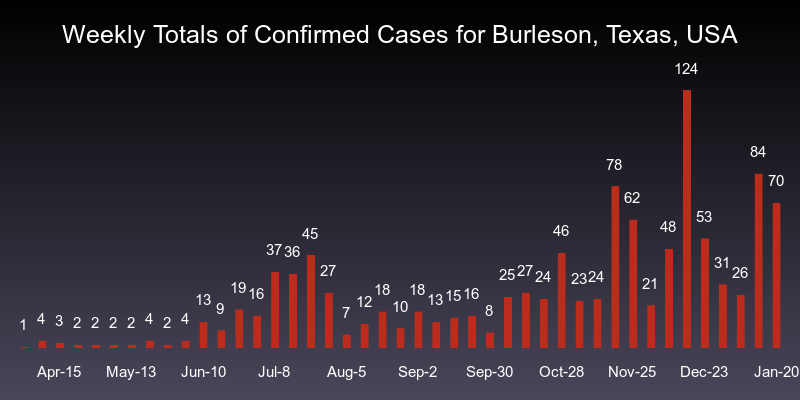 Weekly Totals of Confirmed Cases for Burleson, Texas, USA
1 4 3 2 2 2 2 4 2 4 13 9 19 16 37 36 45 27 7 12 18 10 18 13 15 16 8 25 27 24 46 23 24 78 62 21 48 124 53 31 26 84 70
Apr-15 May-13 Jun-10 Jul-8 Aug-5 Sep-2 Sep-30 Oct-28 Nov-25 Dec-23 Jan-20